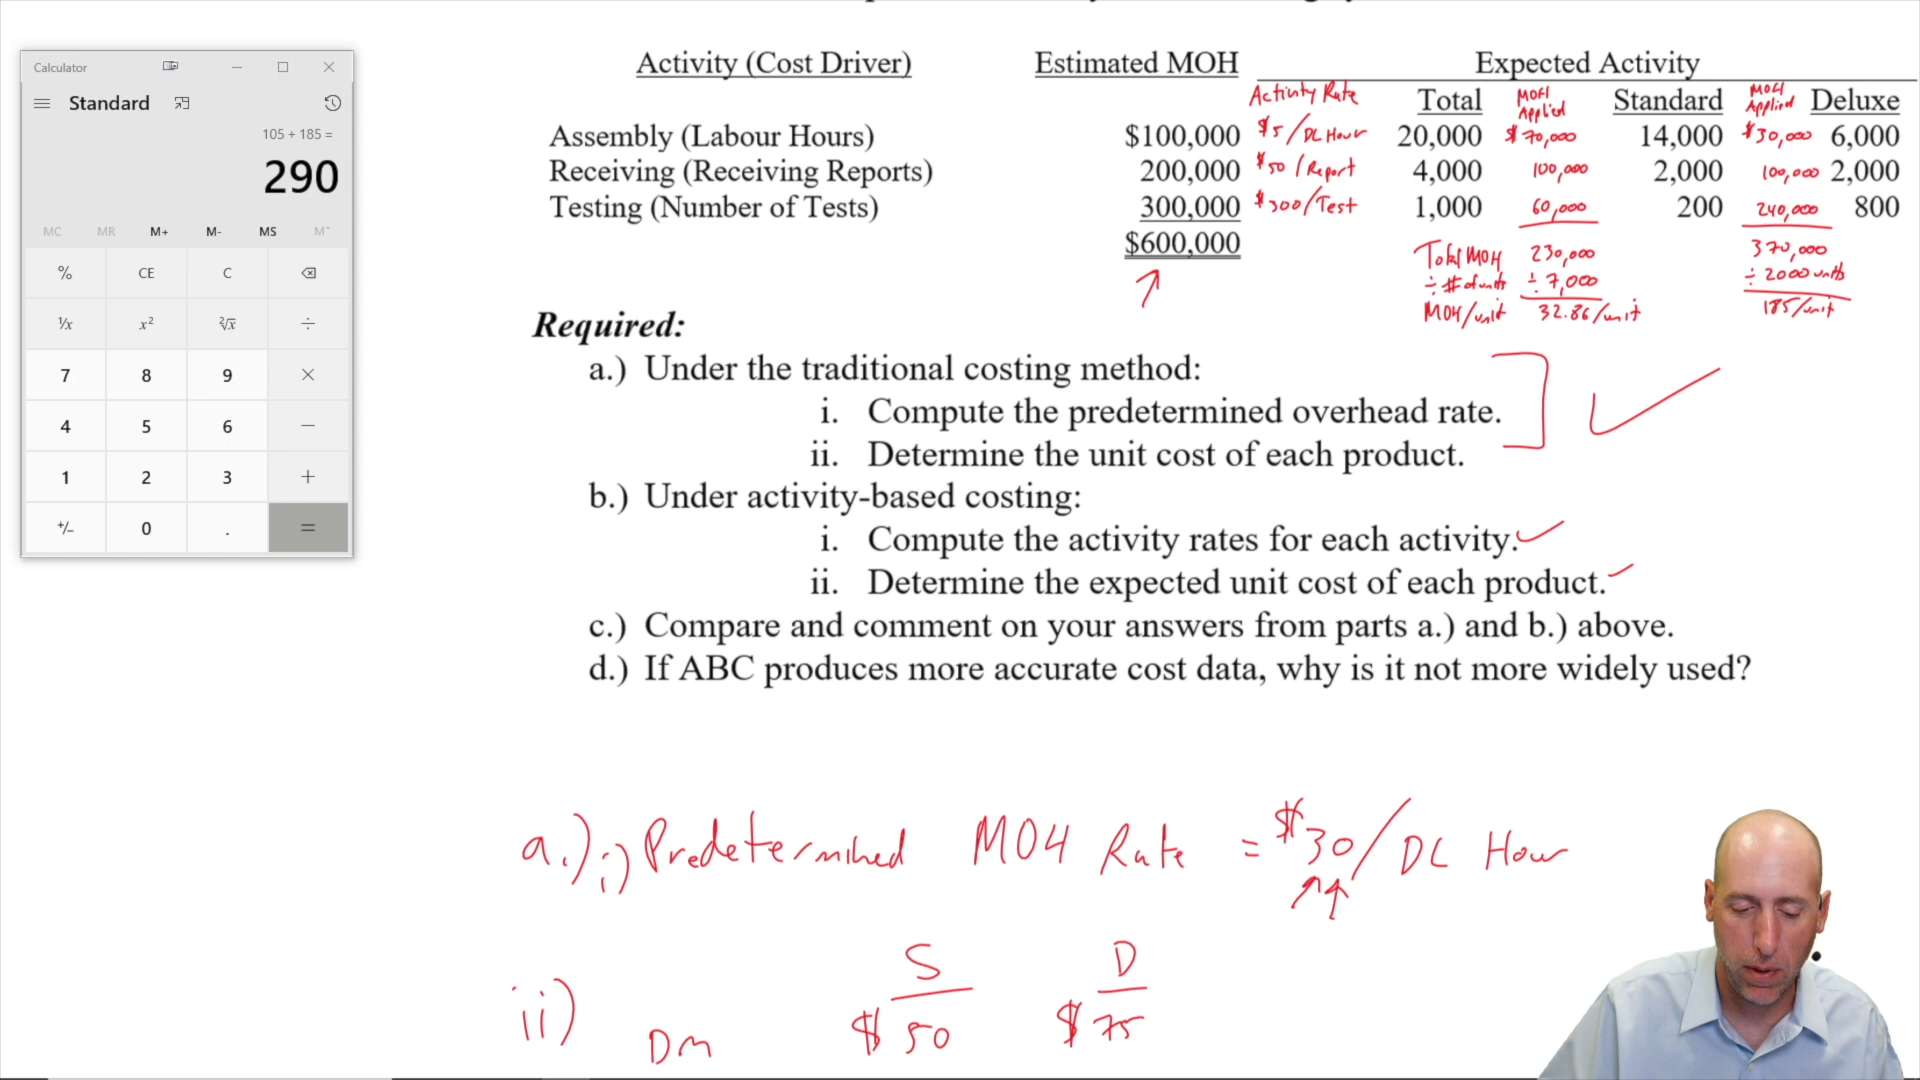 Activity (Cost Driver) Estimated MOH Expected Activity
Activity Rate Total MOH Applied Standard MOH Applied Deluxe
Assembly (Labour Hours) $100,000 $5/DL Hour 20,000 $70,000 14,000 $30,000 6,000
Receiving (Receiving Reports) 200,000 $50/Report 4,000 100,000 2,000 100,000 2,000
Testing (Number of Tests) 300,000 $300/Test 1,000 60,000 200 240,000 800
$600,000 Total MOH 230,000 370,000
÷ # of units ÷ 7,000 ÷ 2000 units
MOH/unit 32.86/unit 185/unit
Required:
a.) Under the traditional costing method:
i. Compute the predetermined overhead rate.
ii. Determine the unit cost of each product.
b.) Under activity-based costing:
i. Compute the activity rates for each activity.
ii. Determine the expected unit cost of each product.
c.) Compare and comment on your answers from parts a.) and b.) above.
d.) If ABC produces more accurate cost data, why is it not more widely used?
a.) i) Predetermined MOH Rate = $30/DL Hour
S D
ii) DM $50 $75
Calculator
Standard
105 + 185 =
290
MC MR M+ M- MS M˅
% CE C
¹/x x² ²√x ÷
7 8 9 ×
4 5 6 −
1 2 3 +
+/− 0 . =